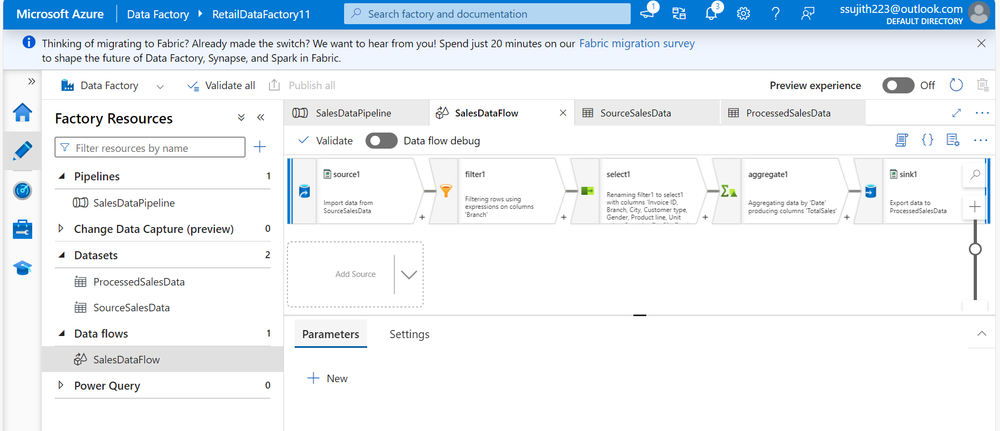 Microsoft Azure
Data Factory
RetailDataFactory11
Search factory and documentation
1
3
ssujith223@outlook.com
DEFAULT DIRECTORY
Thinking of migrating to Fabric? Already made the switch? We want to hear from you! Spend just 20 minutes on our Fabric migration survey
to shape the future of Data Factory, Synapse, and Spark in Fabric.
Data Factory
Validate all
Publish all
Preview experience
Off
Factory Resources
Filter resources by name
Pipelines 1
SalesDataPipeline
Change Data Capture (preview) 0
Datasets 2
ProcessedSalesData
SourceSalesData
Data flows 1
SalesDataFlow
Power Query 0
SalesDataPipeline
SalesDataFlow
SourceSalesData
ProcessedSalesData
Validate
Data flow debug
source1
Import data from
SourceSalesData
filter1
Filtering rows using
expressions on columns
'Branch'
select1
Renaming filter1 to select1
with columns 'Invoice ID,
Branch, City, Customer type,
Gender, Product line, Unit
aggregate1
Aggregating data by 'Date'
producing columns 'TotalSales'
sink1
Export data to
ProcessedSalesData
Add Source
Parameters
Settings
New